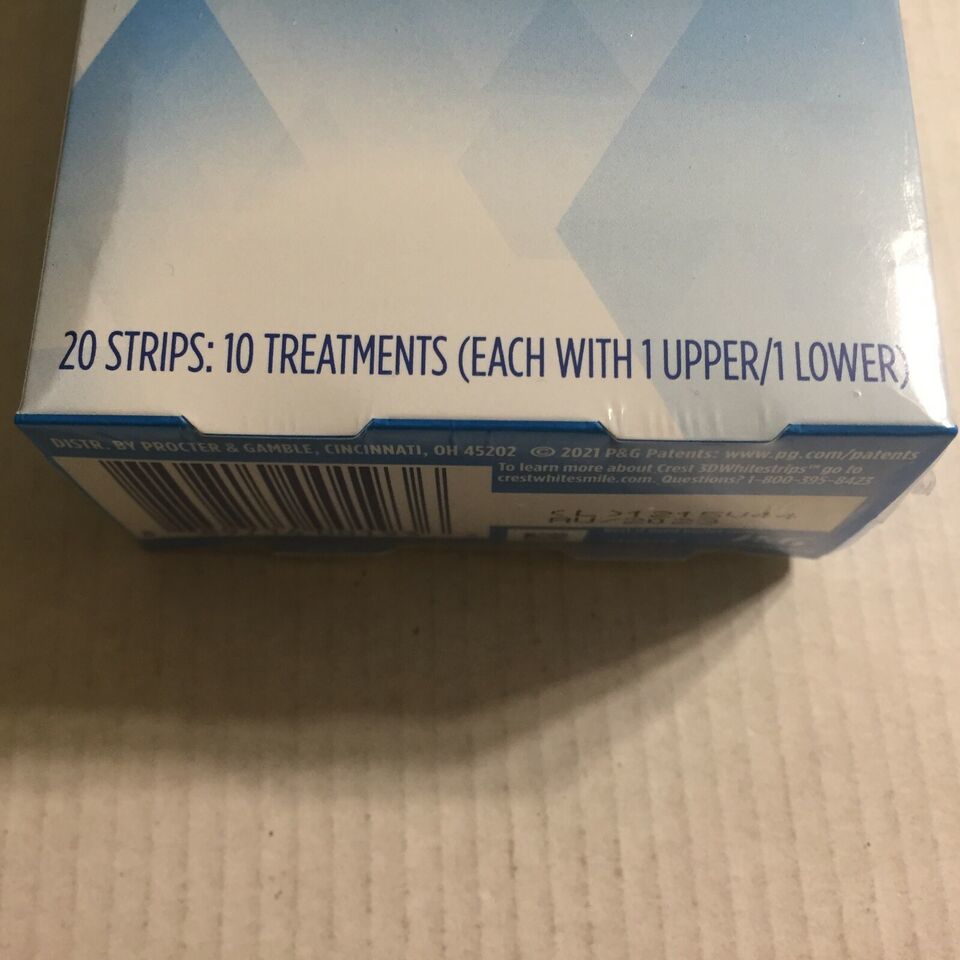 20 STRIPS: 10 TREATMENTS (EACH WITH 1 UPPER/1 LOWER)
DISTR. BY PROCTER & GAMBLE, CINCINNATI, OH 45202 © 2021 P&G Patents: www.pg.com/patents
To learn more about Crest 3DWhitestrips™ go to
crestwhitesmile.com. Questions? 1-800-395-8423